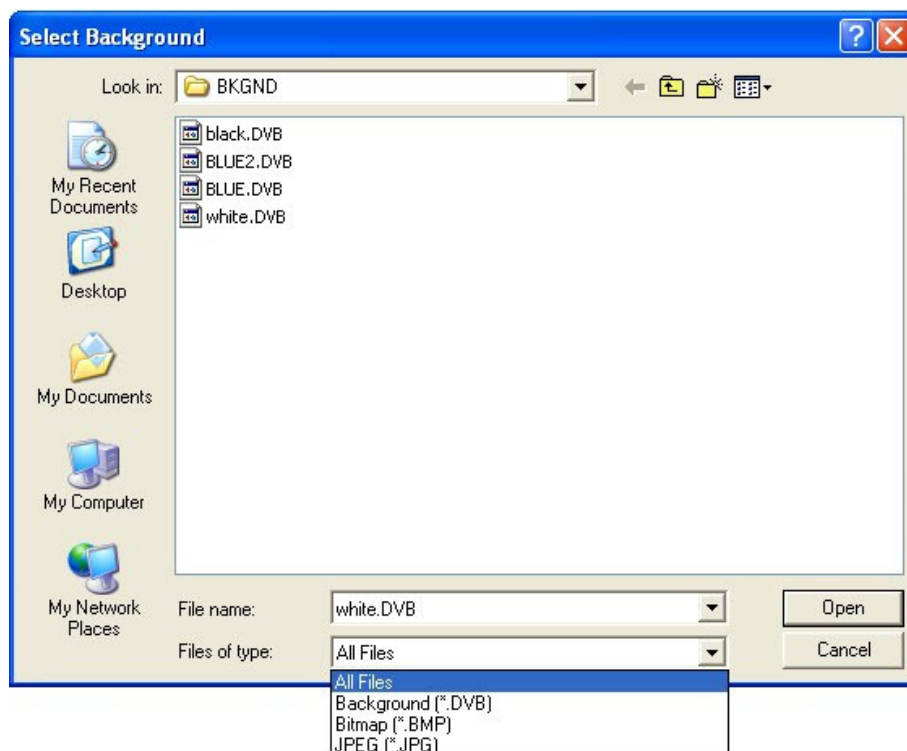 Select Background
Look in:
BKGND
black.DVB
BLUE2.DVB
BLUE.DVB
white.DVB
My Recent
Documents
Desktop
My Documents
My Computer
My Network
Places
File name:
white.DVB
Open
Files of type:
All Files
Cancel
All Files
Background (*.DVB)
Bitmap (*.BMP)
JPEG (*.JPG)